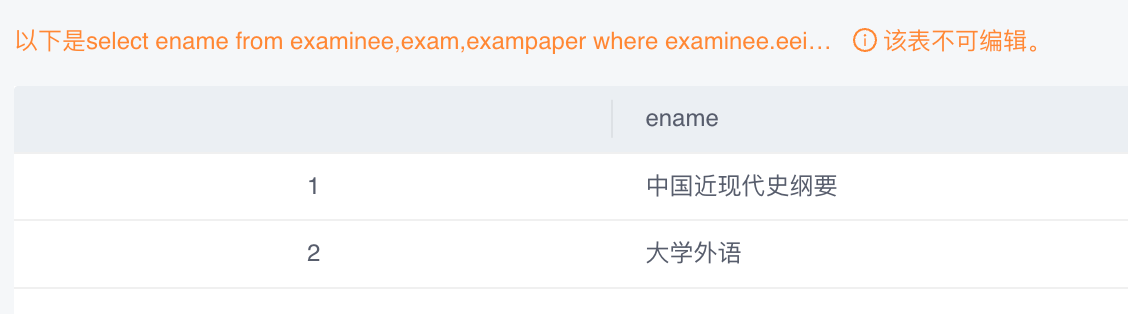 以下是select ename from examinee,exam,exampaper where examinee.eei... 该表不可编辑。
ename
1 中国近现代史纲要
2 大学外语